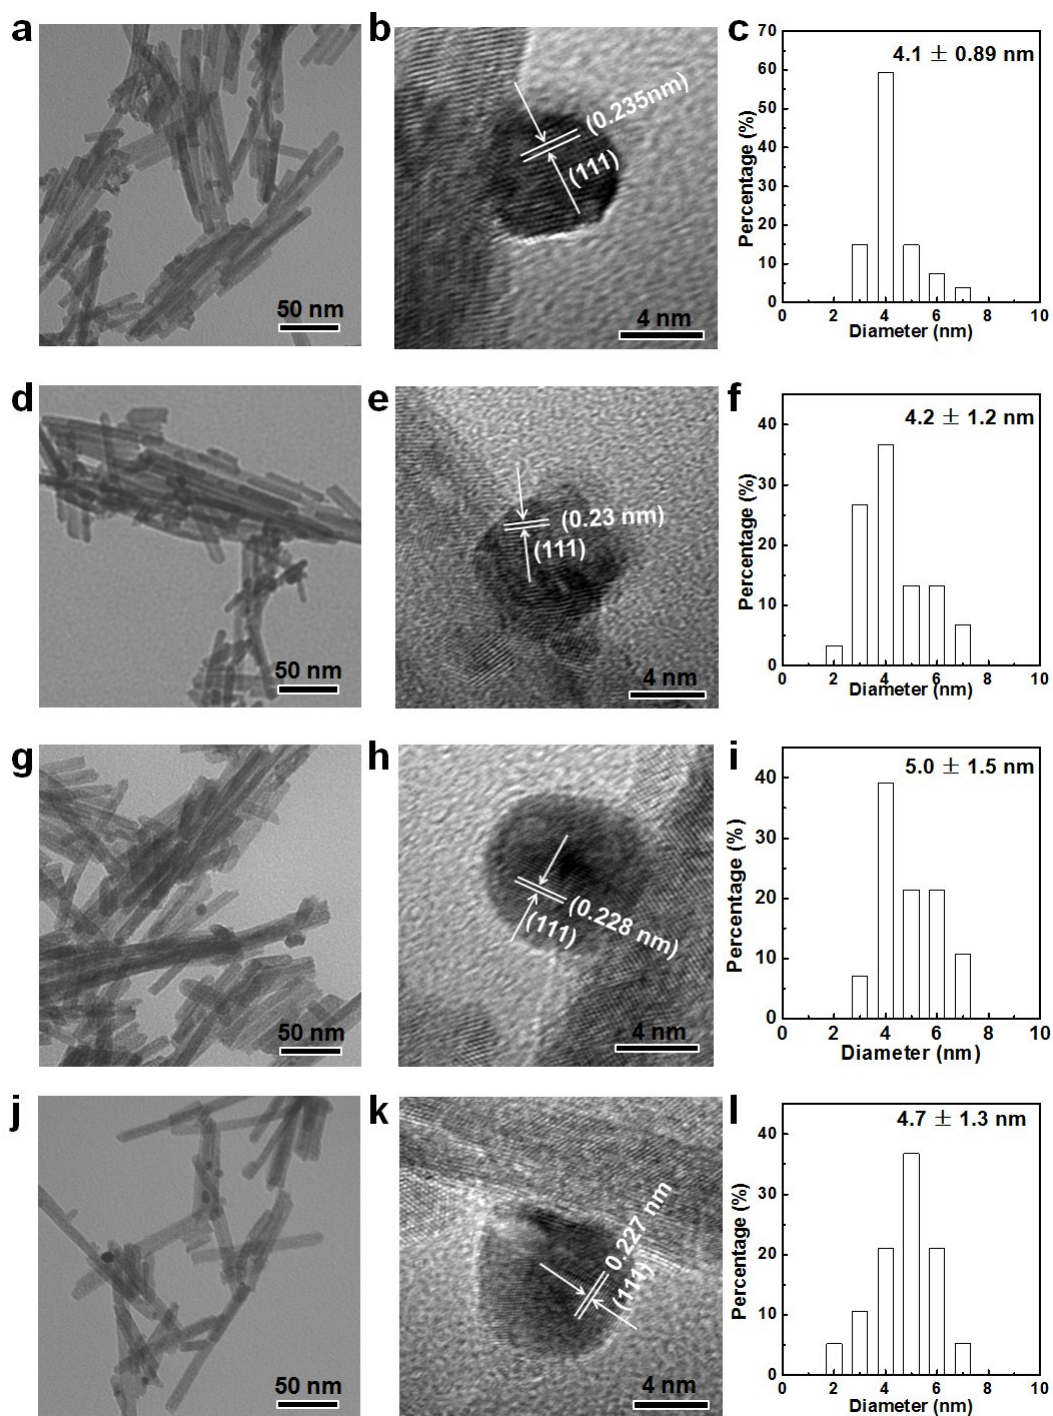 a
50 nm
b
(0.235nm)
(111)
4 nm
c
4.1 ± 0.89 nm
Percentage (%)
70
60
50
40
30
20
10
0
0 2 4 6 8 10
Diameter (nm)
d
50 nm
e
(0.23 nm)
(111)
4 nm
f
4.2 ± 1.2 nm
Percentage (%)
40
30
20
10
0
0 2 4 6 8 10
Diameter (nm)
g
50 nm
h
(0.228 nm)
(111)
4 nm
i
5.0 ± 1.5 nm
Percentage (%)
40
30
20
10
0
0 2 4 6 8 10
Diameter (nm)
j
50 nm
k
0.227 nm
(111)
4 nm
l
4.7 ± 1.3 nm
Percentage (%)
40
30
20
10
0
0 2 4 6 8 10
Diameter (nm)